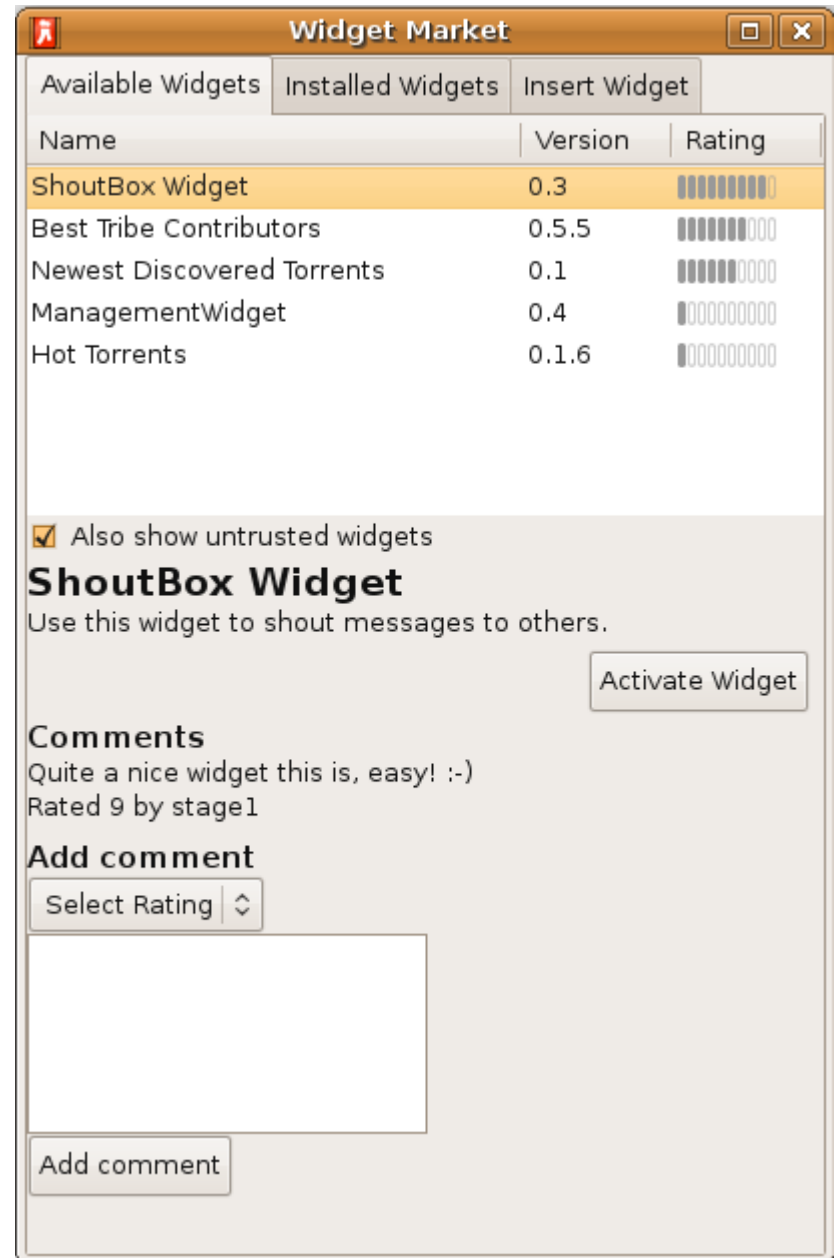 Widget Market
Available Widgets Installed Widgets Insert Widget
Name Version Rating
ShoutBox Widget 0.3
Best Tribe Contributors 0.5.5
Newest Discovered Torrents 0.1
ManagementWidget 0.4
Hot Torrents 0.1.6
Also show untrusted widgets
ShoutBox Widget
Use this widget to shout messages to others.
Activate Widget
Comments
Quite a nice widget this is, easy! :-)
Rated 9 by stage1
Add comment
Select Rating
Add comment